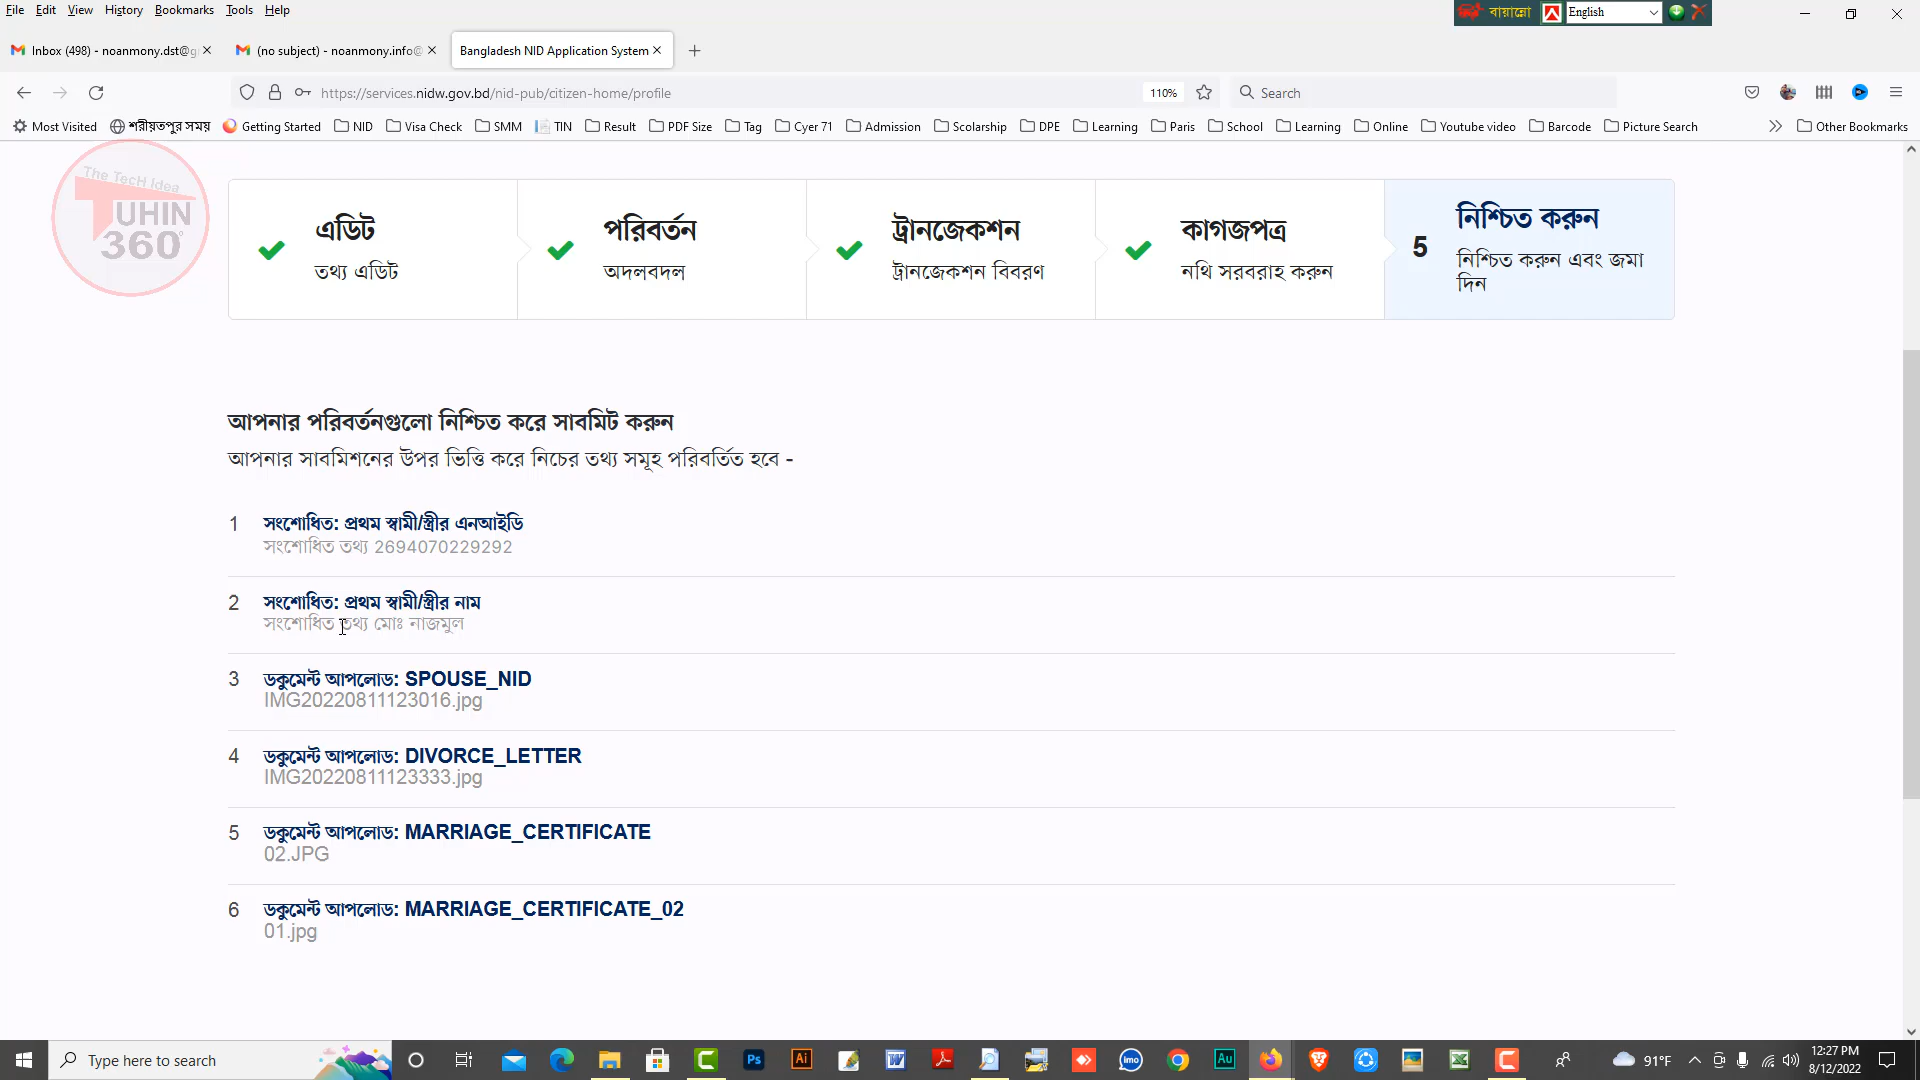 File Edit View History Bookmarks Tools Help
বায়ান্নো English
Inbox (498) - noanmony.dst@g
(no subject) - noanmony.info@
Bangladesh NID Application System
https://services.nidw.gov.bd/nid-pub/citizen-home/profile
110%
Search
Most Visited শরীয়তপুর সময় Getting Started NID Visa Check SMM TIN Result PDF Size Tag Cyer 71 Admission Scolarship DPE Learning Paris School Learning Online Youtube video Barcode Picture Search Other Bookmarks
The TecH Idea
TUHIN
360°
এডিট
তথ্য এডিট
পরিবর্তন
অদলবদল
ট্রানজেকশন
ট্রানজেকশন বিবরণ
কাগজপত্র
নথি সরবরাহ করুন
5
নিশ্চিত করুন
নিশ্চিত করুন এবং জমা
দিন
আপনার পরিবর্তনগুলো নিশ্চিত করে সাবমিট করুন
আপনার সাবমিশনের উপর ভিত্তি করে নিচের তথ্য সমূহ পরিবর্তিত হবে -
1 সংশোধিত: প্রথম স্বামী/স্ত্রীর এনআইডি
সংশোধিত তথ্য 2694070229292
2 সংশোধিত: প্রথম স্বামী/স্ত্রীর নাম
সংশোধিত তথ্য মোঃ নাজমুল
3 ডকুমেন্ট আপলোড: SPOUSE_NID
IMG20220811123016.jpg
4 ডকুমেন্ট আপলোড: DIVORCE_LETTER
IMG20220811123333.jpg
5 ডকুমেন্ট আপলোড: MARRIAGE_CERTIFICATE
02.JPG
6 ডকুমেন্ট আপলোড: MARRIAGE_CERTIFICATE_02
01.jpg
Type here to search
Ps Ai imo Au
91°F
12:27 PM
8/12/2022